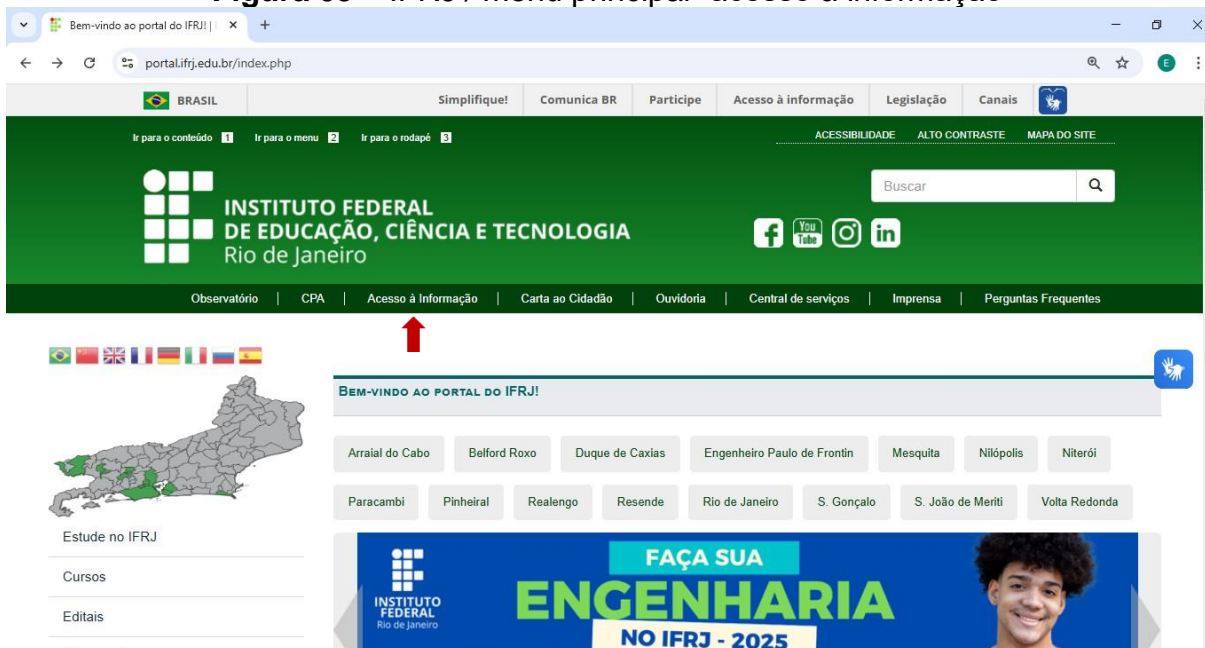 Bem-vindo ao portal do IFRJ! |
portal.ifrj.edu.br/index.php
E
BRASIL Simplifique! Comunica BR Participe Acesso à informação Legislação Canais
Ir para o conteúdo 1 Ir para o menu 2 Ir para o rodapé 3 ACESSIBILIDADE ALTO CONTRASTE MAPA DO SITE
Buscar
INSTITUTO FEDERAL
DE EDUCAÇÃO, CIÊNCIA E TECNOLOGIA
Rio de Janeiro
You Tube
in
Observatório | CPA | Acesso à Informação | Carta ao Cidadão | Ouvidoria | Central de serviços | Imprensa | Perguntas Frequentes
BEM-VINDO AO PORTAL DO IFRJ!
Arraial do Cabo Belford Roxo Duque de Caxias Engenheiro Paulo de Frontin Mesquita Nilópolis Niterói
Paracambi Pinheiral Realengo Resende Rio de Janeiro S. Gonçalo S. João de Meriti Volta Redonda
Estude no IFRJ
Cursos
Editais
INSTITUTO
FEDERAL
Rio de Janeiro
FAÇA SUA
ENGENHARIA
NO IFRJ - 2025